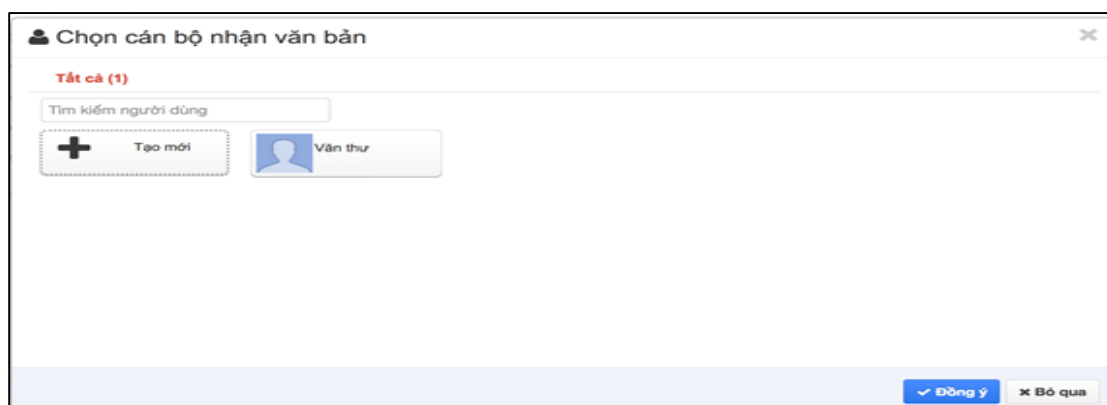 Chọn cán bộ nhận văn bản
Tất cả (1)
Tìm kiếm người dùng
Tạo mới
Văn thư
Đồng ý
Bỏ qua